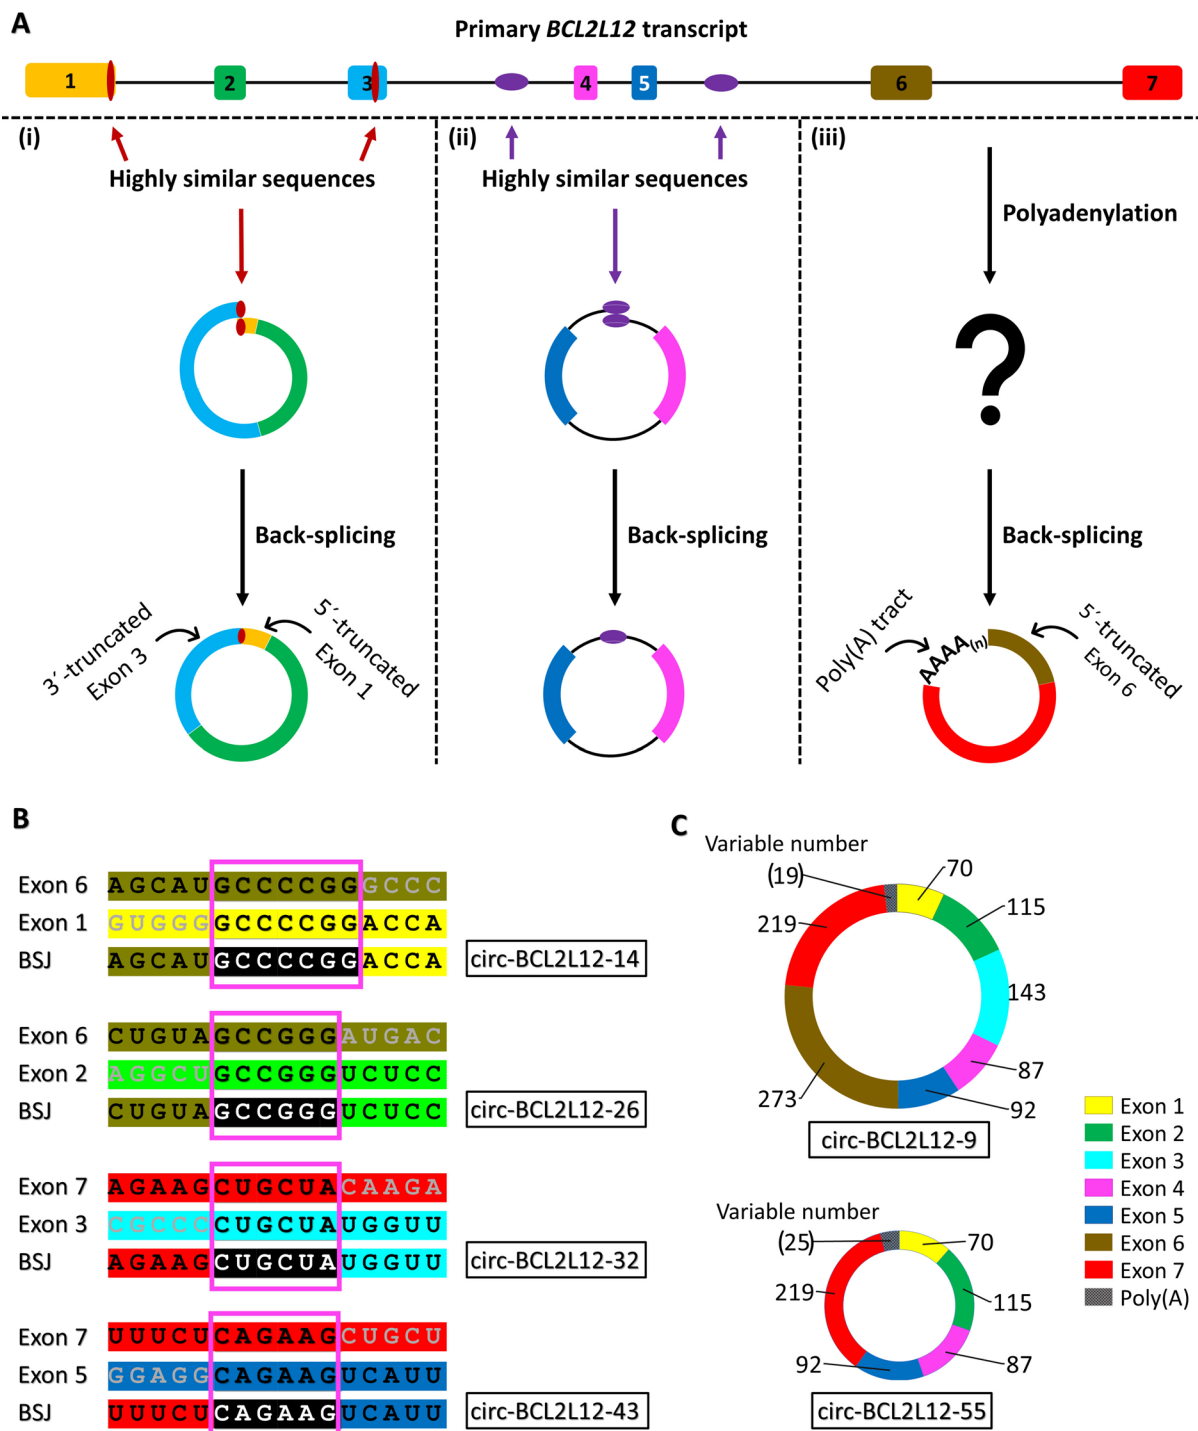 A
Primary BCL2L12 transcript
1 2 3 4 5 6 7
(i) (ii) (iii)
Highly similar sequences
Highly similar sequences
Polyadenylation
?
Back-splicing
Back-splicing
Back-splicing
3´-truncated
Exon 3
5´-truncated
Exon 1
Poly(A) tract
AAAA(n)
5´-truncated
Exon 6
B
Exon 6 AGCAUGCCCCGGGCCC
Exon 1 GUGGGGCCCCGGACCA
BSJ AGCAUGCCCCGGACCA circ-BCL2L12-14
Exon 6 CUGUAGCCGGGAUGAC
Exon 2 AGGCUGCCGGGUCUCC
BSJ CUGUAGCCGGGUCUCC circ-BCL2L12-26
Exon 7 AGAAGCUGCUACAAGA
Exon 3 CGCCCCUGCUAUGGUU
BSJ AGAAGCUGCUAUGGUU circ-BCL2L12-32
Exon 7 UUUCUCAGAAGCUGCU
Exon 5 GGAGGCAGAAGUCAUU
BSJ UUUCUCAGAAGUCAUU circ-BCL2L12-43
C
Variable number
(19)
70
115
143
87
92
273
219
circ-BCL2L12-9
Variable number
(25)
70
115
87
92
219
circ-BCL2L12-55
Exon 1
Exon 2
Exon 3
Exon 4
Exon 5
Exon 6
Exon 7
Poly(A)